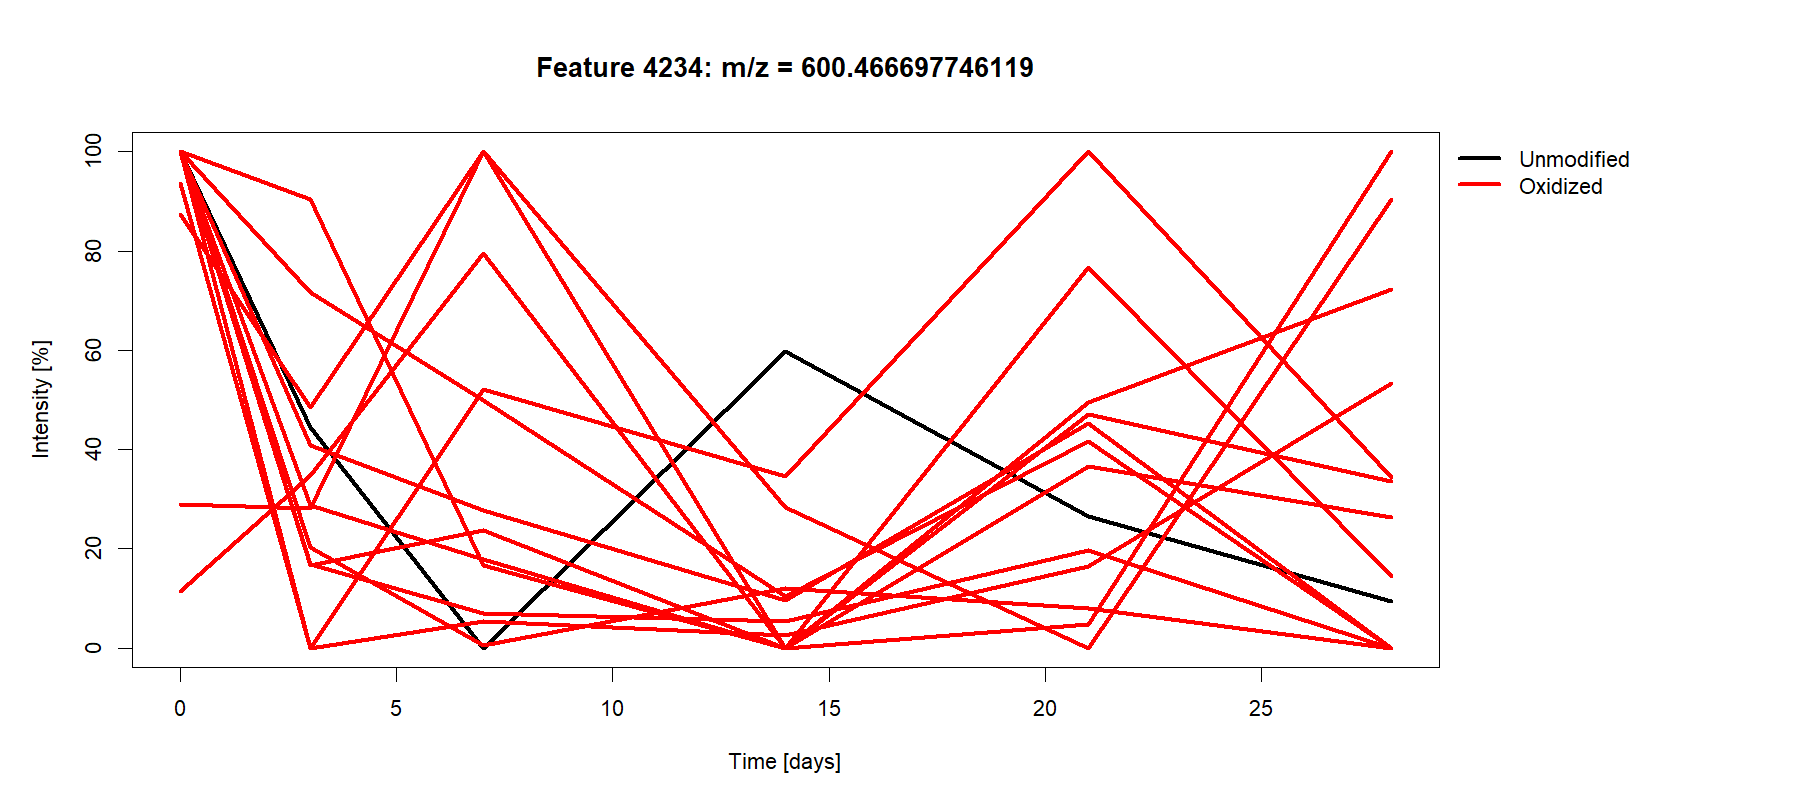 Feature 4234: m/z = 600.466697746119
Unmodified
Oxidized
Intensity [%]
100
80
60
40
20
0
0 5 10 15 20 25
Time [days]